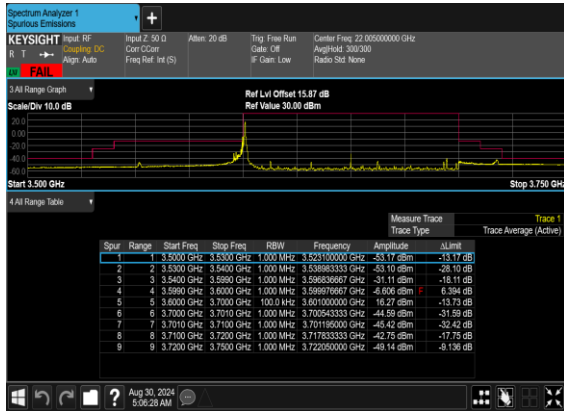 Spectrum Analyzer 1
Spurious Emissions
+
KEYSIGHT Input: RF Input Z: 50 Ω Atten: 20 dB Trig: Free Run Center Freq: 22.005000000 GHz
R T Coupling: DC Corr CCorr Gate: Off Avg|Hold: 300/300
Align: Auto Freq Ref: Int (S) IF Gain: Low Radio Std: None
FAIL
3 All Range Graph
Ref Lvl Offset 15.87 dB
Scale/Div 10.0 dB Ref Value 30.00 dBm
20.0
0.00
-20.0
-40.0
-60.0
Start 3.500 GHz Stop 3.750 GHz
4 All Range Table
Measure Trace Trace 1
Trace Type Trace Average (Active)
Spur Range Start Freq Stop Freq RBW Frequency Amplitude ΔLimit
1 1 3.5000 GHz 3.5300 GHz 1.000 MHz 3.523100000 GHz -53.17 dBm -13.17 dB
2 2 3.5300 GHz 3.5400 GHz 1.000 MHz 3.538983333 GHz -53.10 dBm -28.10 dB
3 3 3.5400 GHz 3.5990 GHz 1.000 MHz 3.596836667 GHz -31.11 dBm -18.11 dB
4 4 3.5990 GHz 3.6000 GHz 1.000 MHz 3.599976667 GHz -6.606 dBm F 6.394 dB
5 5 3.6000 GHz 3.7000 GHz 100.0 kHz 3.601000000 GHz 16.27 dBm -13.73 dB
6 6 3.7000 GHz 3.7010 GHz 1.000 MHz 3.700543333 GHz -44.59 dBm -31.59 dB
7 7 3.7010 GHz 3.7100 GHz 1.000 MHz 3.701195000 GHz -45.42 dBm -32.42 dB
8 8 3.7100 GHz 3.7200 GHz 1.000 MHz 3.717833333 GHz -42.75 dBm -17.75 dB
9 9 3.7200 GHz 3.7500 GHz 1.000 MHz 3.722050000 GHz -49.14 dBm -9.136 dB
? Aug 30, 2024
5:06:28 AM